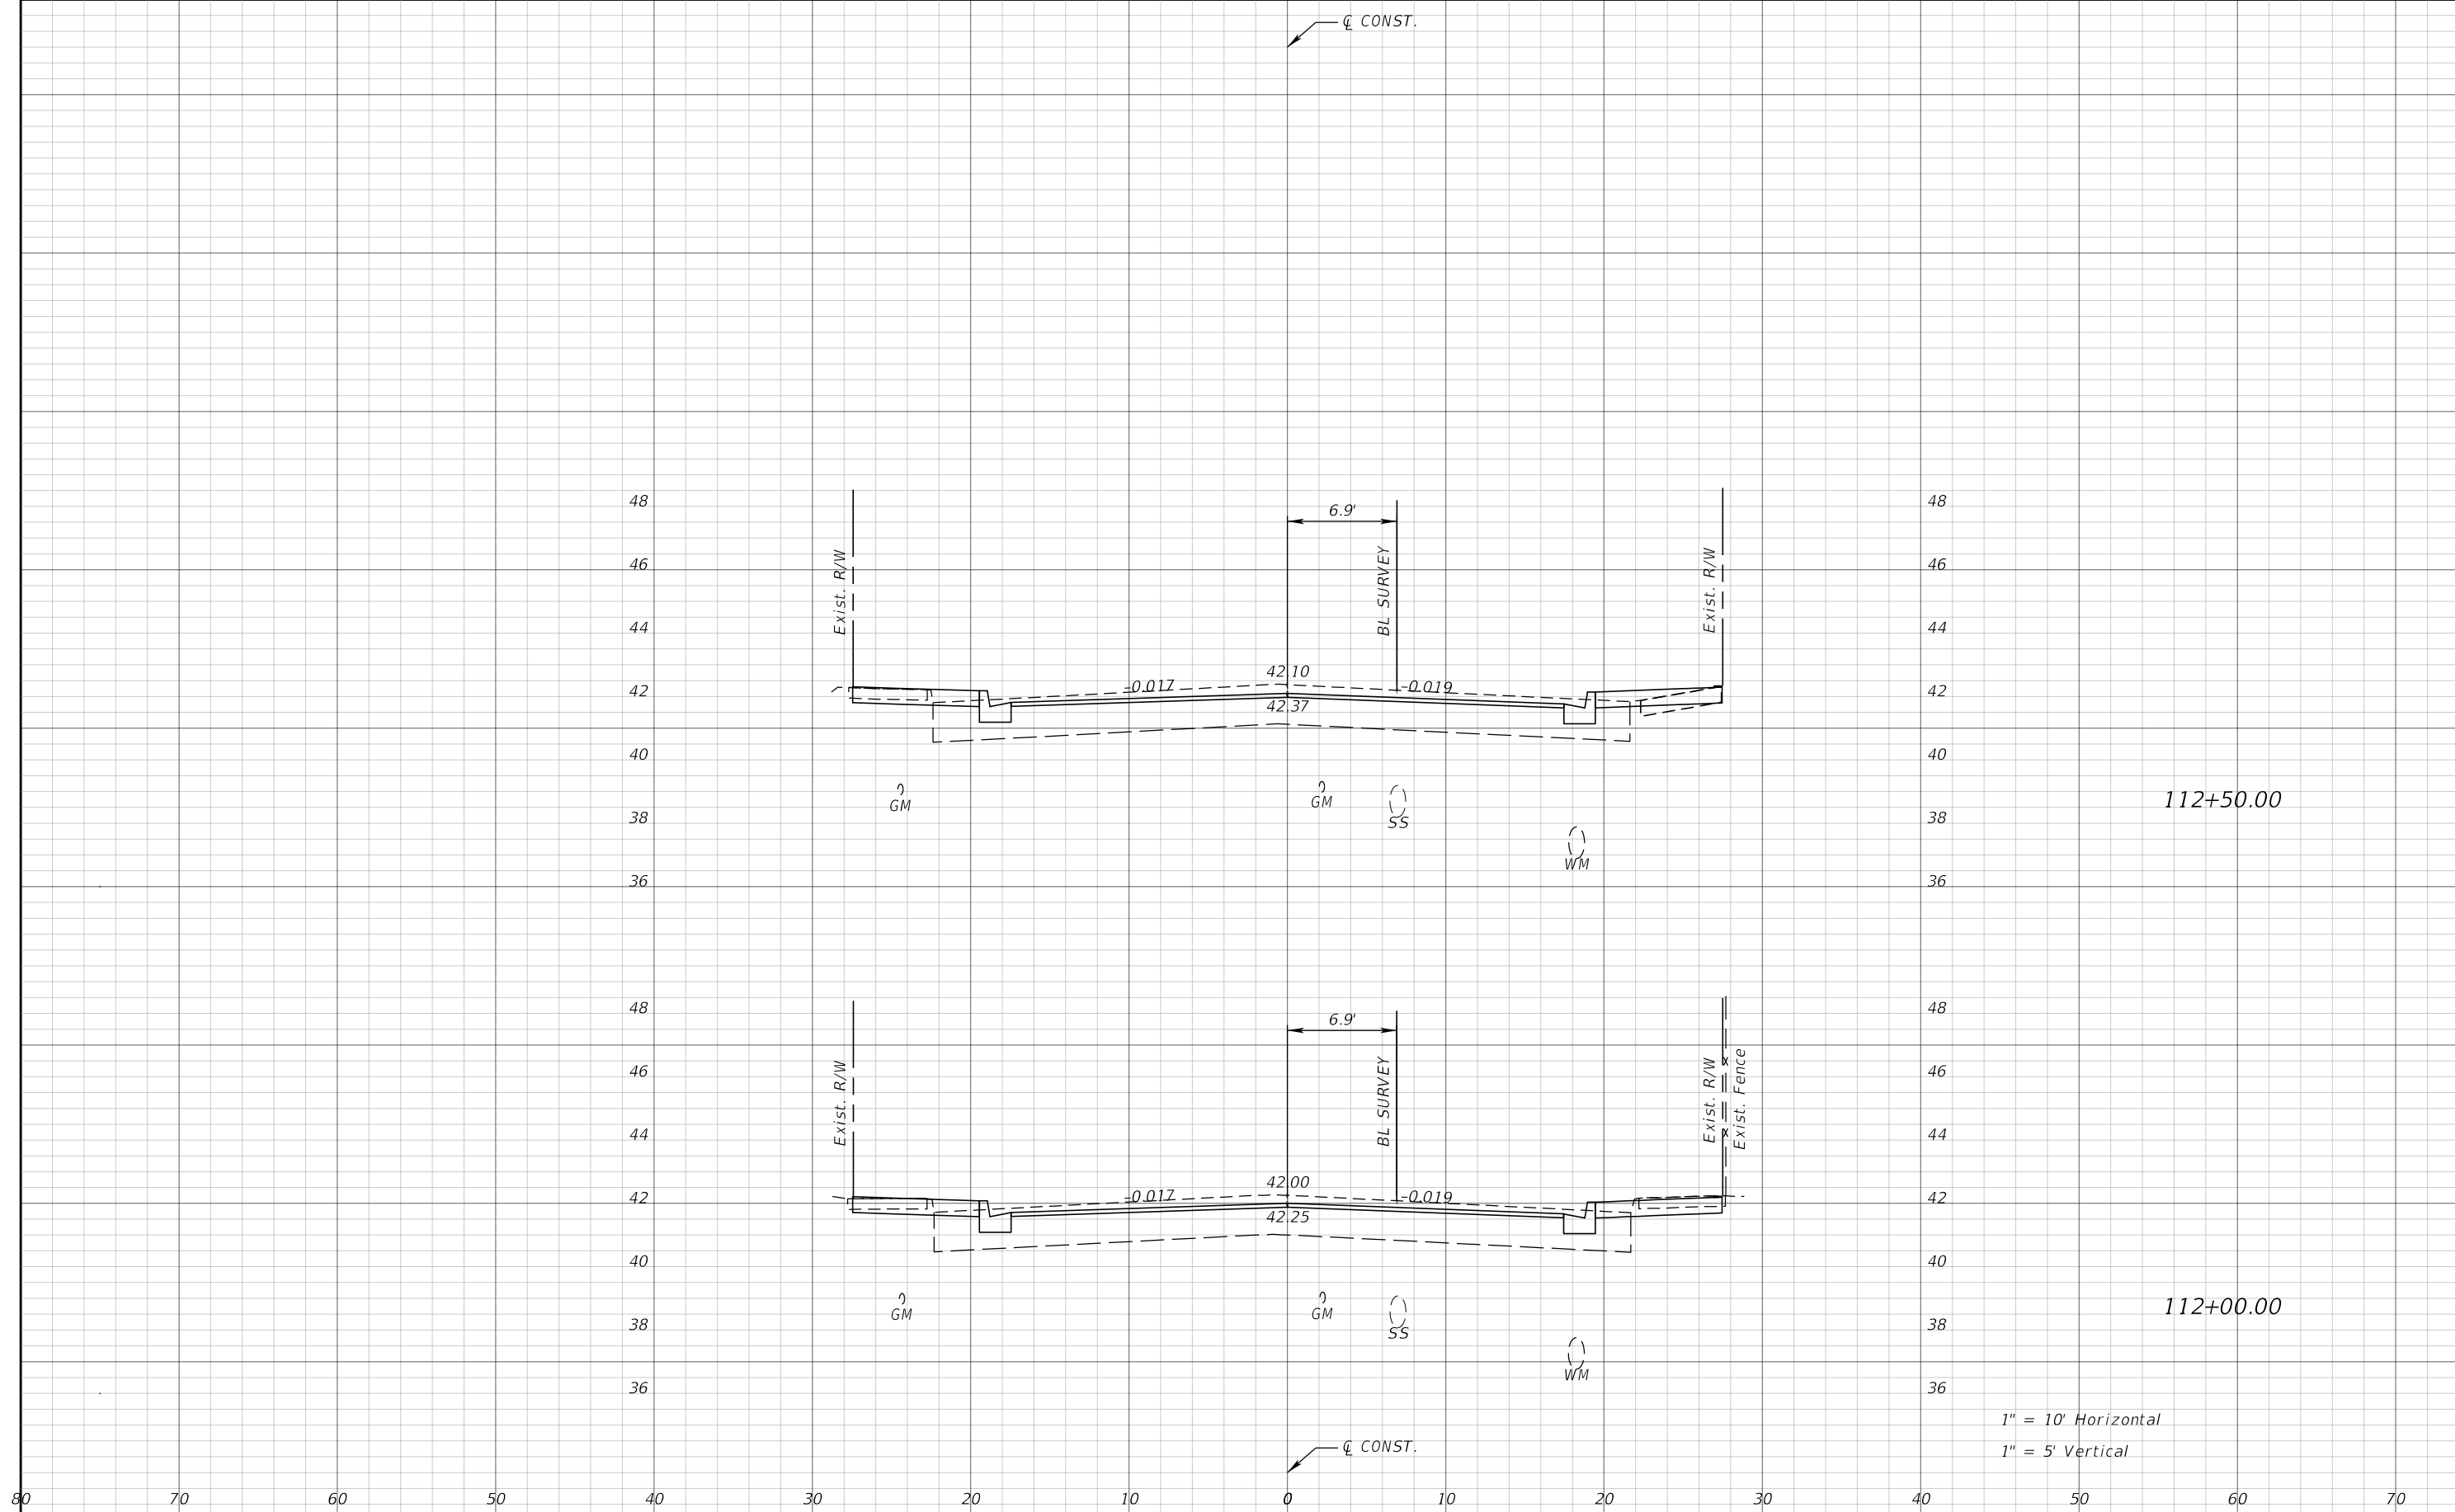 ℄ CONST.
48 48
6.9'
46 46
Exist. R/W BL SURVEY Exist. R/W
44 44
42.10
-0.017 -0.019
42 42
42.37
40 40
GM GM SS
112+50.00
38 38
WM
36 36
48 48
6.9'
46 46
Exist. R/W BL SURVEY Exist. R/W x x Exist. Fence
44 44
42.00
-0.017 -0.019
42 42
42.25
40 40
GM GM SS
112+00.00
38 38
WM
36 36
1" = 10' Horizontal
℄ CONST.
1" = 5' Vertical
80 70 60 50 40 30 20 10 0 10 20 30 40 50 60 70